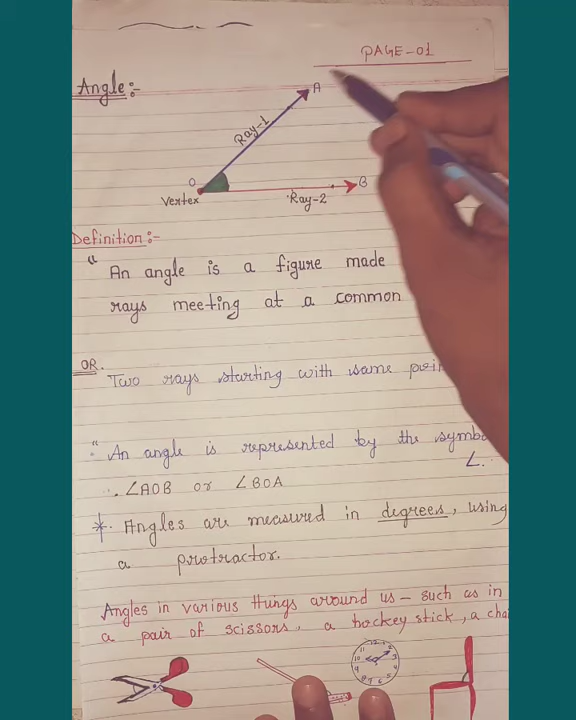 PAGE-01
Angle:-
A
Ray-1
O
B
Vertex
Ray-2
Definition:-
" An angle is a figure made
rays meeting at a common
OR.
Two rays starting with same
An angle is represented by the
∠.
∴ ∠AOB or ∠BOA
* Angles are measured in degrees, using
a protractor.
Angles in various things around us – such as in
a pair of scissors, a hockey stick, a